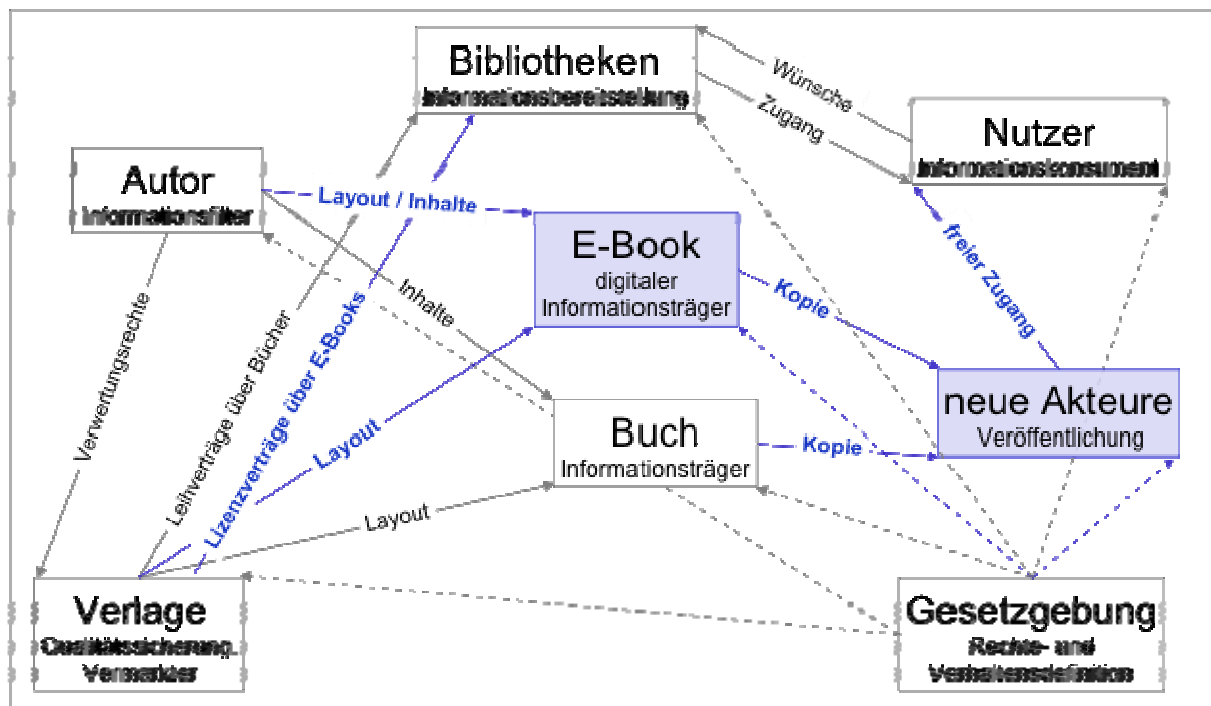 Bibliotheken
Informationsbereitstellung
Wünsche
Zugang
Nutzer
Informationskonsument
Autor
Informationsfilter
Layout / Inhalte
E-Book
digitaler
Informationsträger
Inhalte
Kopie
freier Zugang
Verwertungsrechte
Leihverträge über Bücher
Lizenzverträge über E-Books
Layout
neue Akteure
Veröffentlichung
Buch
Informationsträger
Kopie
Layout
Verlage
Qualitätssicherung,
Vermarkter
Gesetzgebung
Rechte- und
Verhaltensdefinition